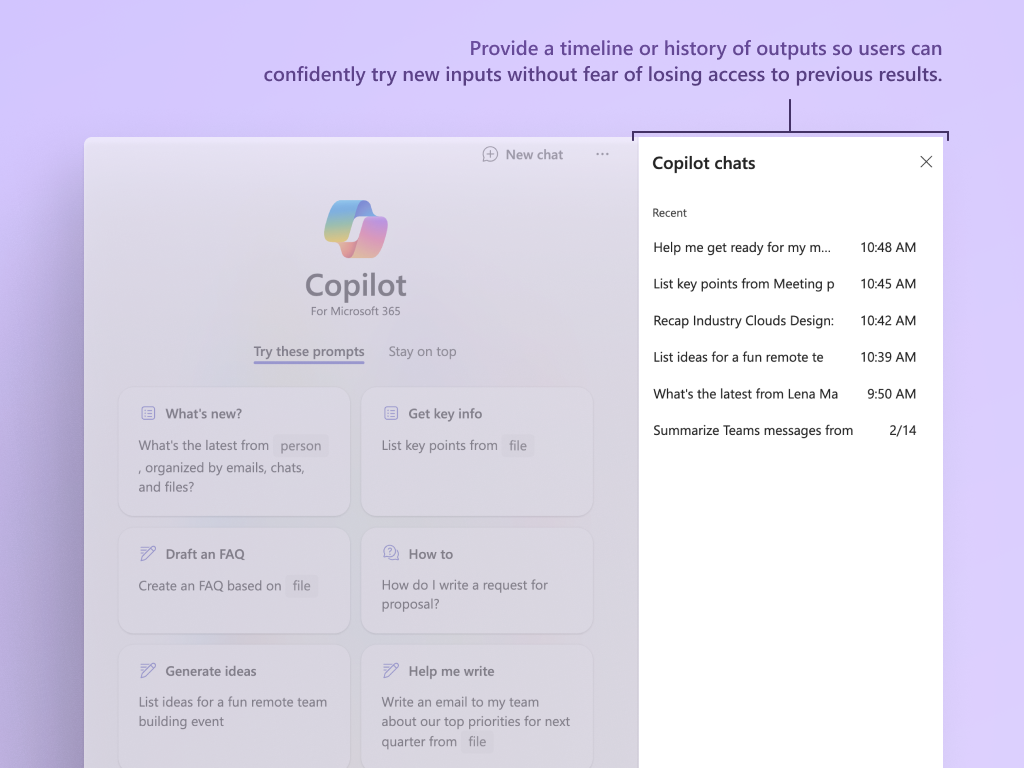 Provide a timeline or history of outputs so users can
confidently try new inputs without fear of losing access to previous results.
New chat
Copilot
For Microsoft 365
Try these prompts Stay on top
What's new?
What's the latest from person
, organized by emails, chats,
and files?
Get key info
List key points from file
Draft an FAQ
Create an FAQ based on file
How to
How do I write a request for
proposal?
Generate ideas
List ideas for a fun remote team
building event
Help me write
Write an email to my team
about our top priorities for next
quarter from file
Copilot chats
Recent
Help me get ready for my m... 10:48 AM
List key points from Meeting p 10:45 AM
Recap Industry Clouds Design: 10:42 AM
List ideas for a fun remote te 10:39 AM
What's the latest from Lena Ma 9:50 AM
Summarize Teams messages from 2/14